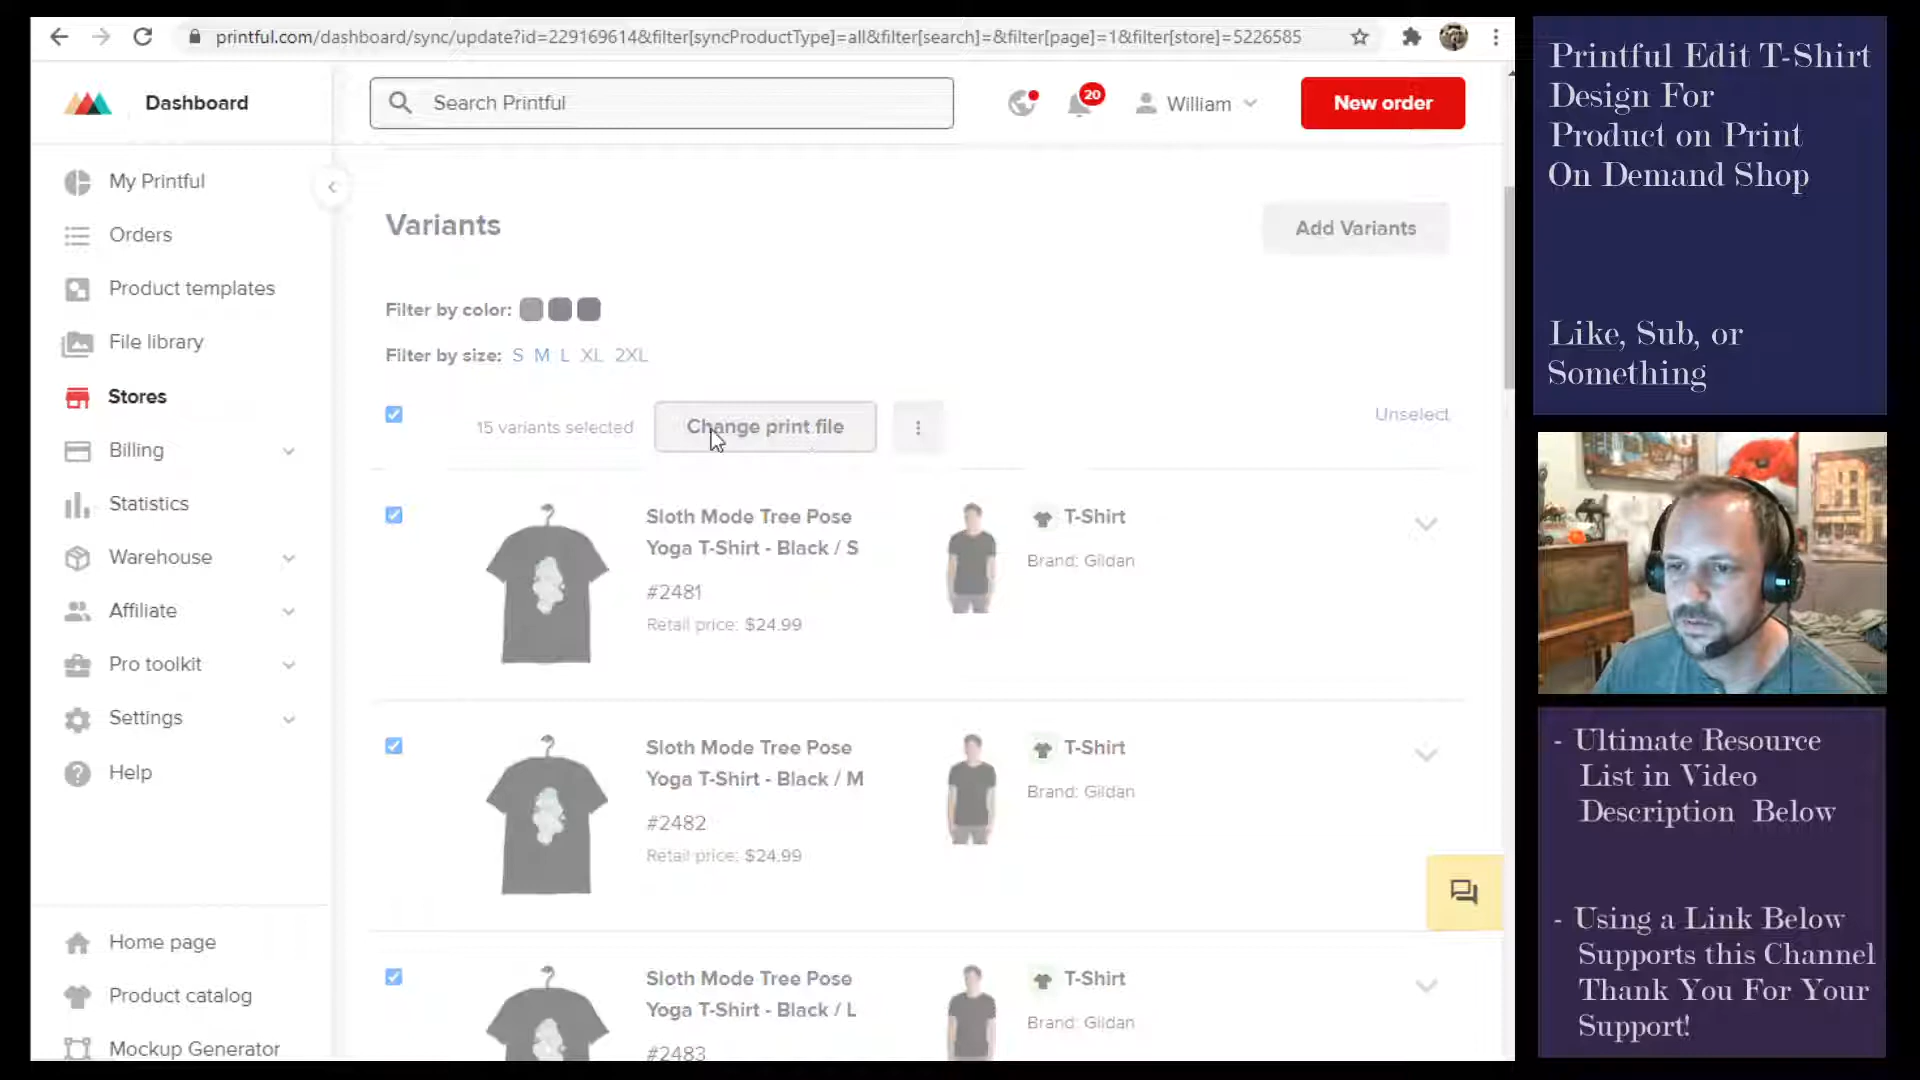 printful.com/dashboard/sync/update?id=229169614&filter[syncProductType]=all&filter[search]=&filter[page]=1&filter[store]=5226585
Dashboard
Search Printful
20
William
New order
My Printful
Orders
Product templates
File library
Stores
Billing
Statistics
Warehouse
Affiliate
Pro toolkit
Settings
Help
Home page
Product catalog
Mockup Generator
Variants
Add Variants
Filter by color:
Filter by size: S M L XL 2XL
15 variants selected
Change print file
Unselect
Sloth Mode Tree Pose
Yoga T-Shirt - Black / S
#2481
Retail price: $24.99
T-Shirt
Brand: Gildan
Sloth Mode Tree Pose
Yoga T-Shirt - Black / M
#2482
Retail price: $24.99
T-Shirt
Brand: Gildan
Sloth Mode Tree Pose
Yoga T-Shirt - Black / L
#2483
T-Shirt
Brand: Gildan
Printful Edit T-Shirt
Design For
Product on Print
On Demand Shop
Like, Sub, or
Something
- Ultimate Resource
List in Video
Description Below
- Using a Link Below
Supports this Channel
Thank You For Your
Support!